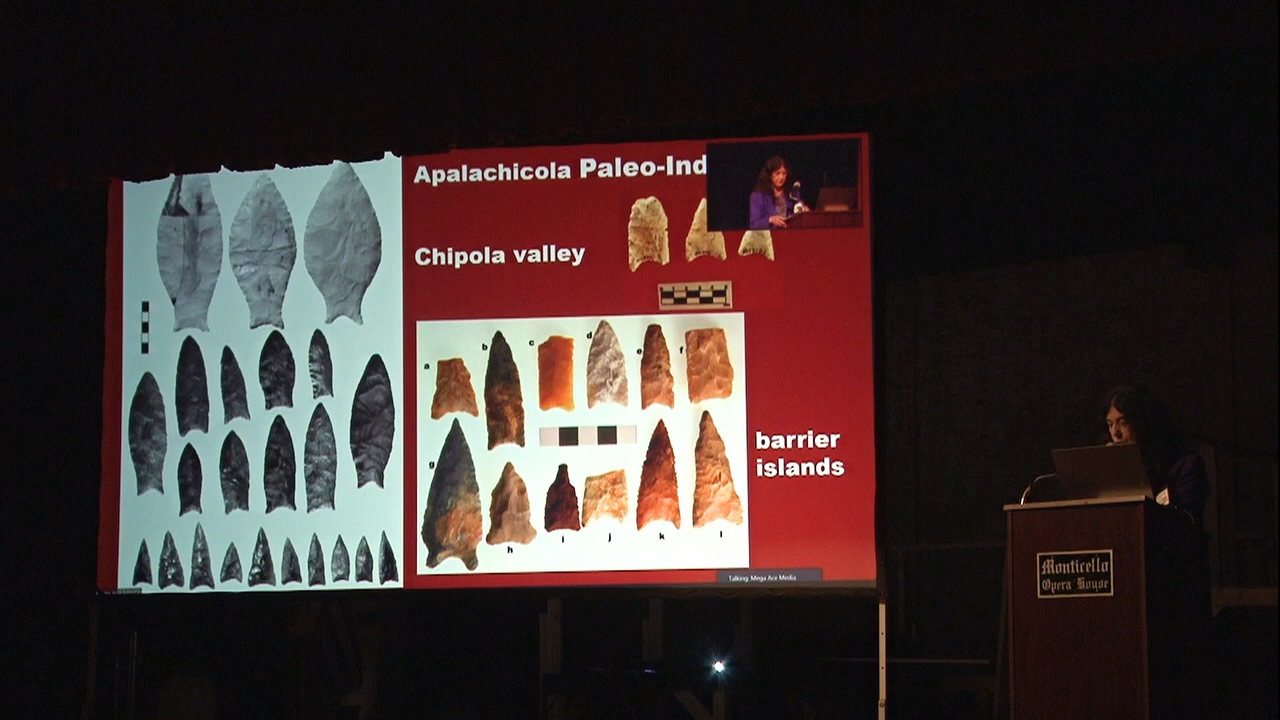 Apalachicola Paleo-Ind
Chipola valley
a
b
c
d
e
f
g
h
i
j
k
l
barrier
islands
Talking: Mega Ace Media
Monticello
Opera House